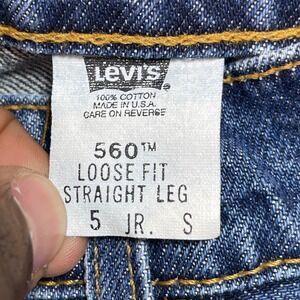 Levi's
100% COTTON
MADE IN U.S.A.
CARE ON REVERSE
560™
LOOSE FIT
STRAIGHT LEG
5 JR. S